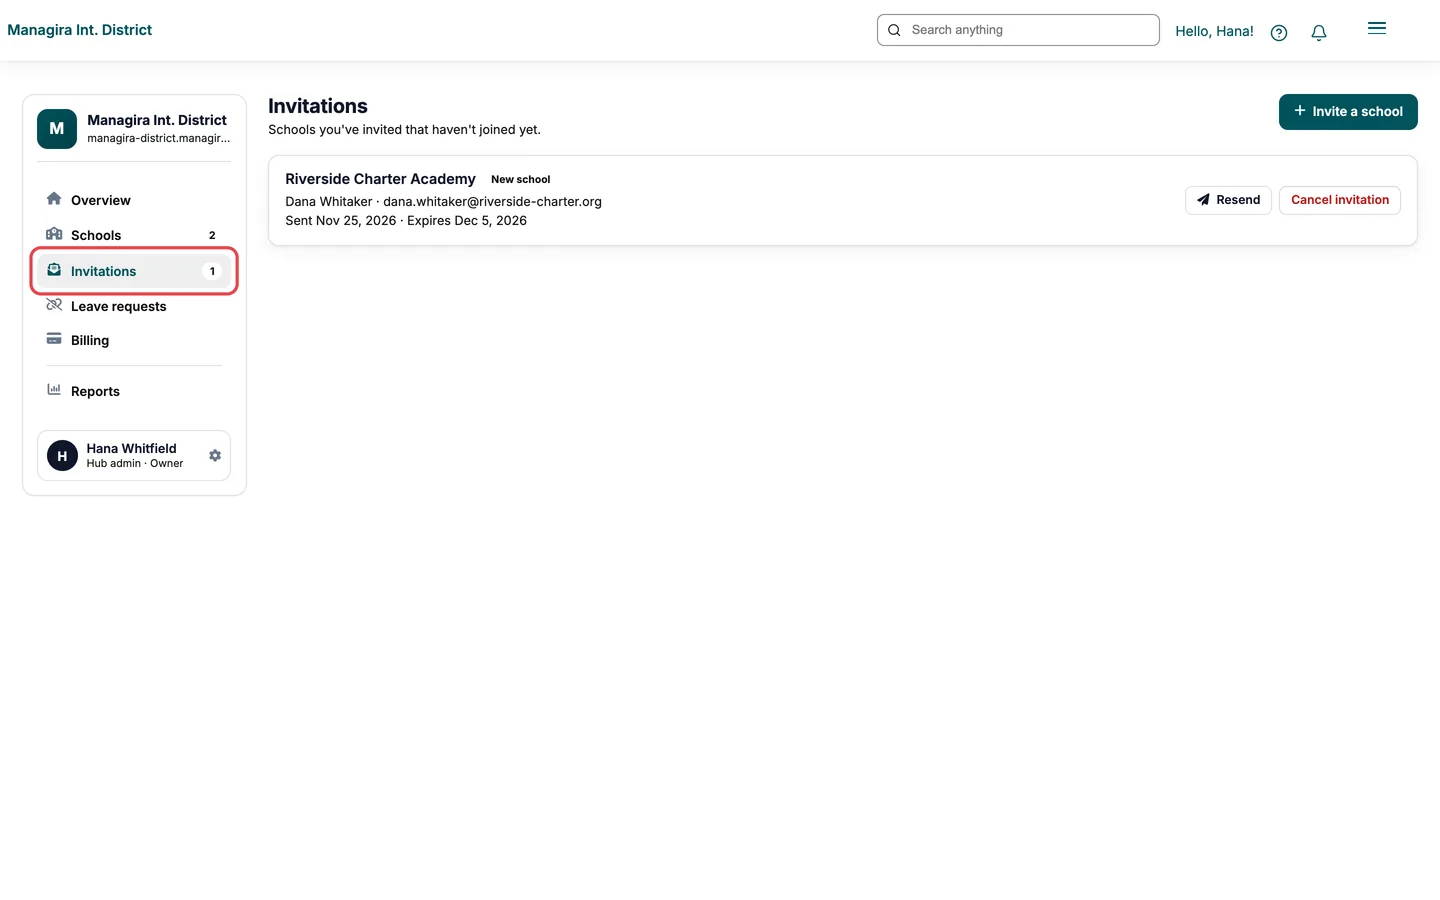 Managira Int. District
Search anything
Hello, Hana!
M
Managira Int. District
managira-district.managir...
Overview
Schools 2
Invitations 1
Leave requests
Billing
Reports
H
Hana Whitfield
Hub admin · Owner
Invitations
Schools you've invited that haven't joined yet.
+ Invite a school
Riverside Charter Academy New school
Dana Whitaker · dana.whitaker@riverside-charter.org
Sent Nov 25, 2026 · Expires Dec 5, 2026
Resend
Cancel invitation